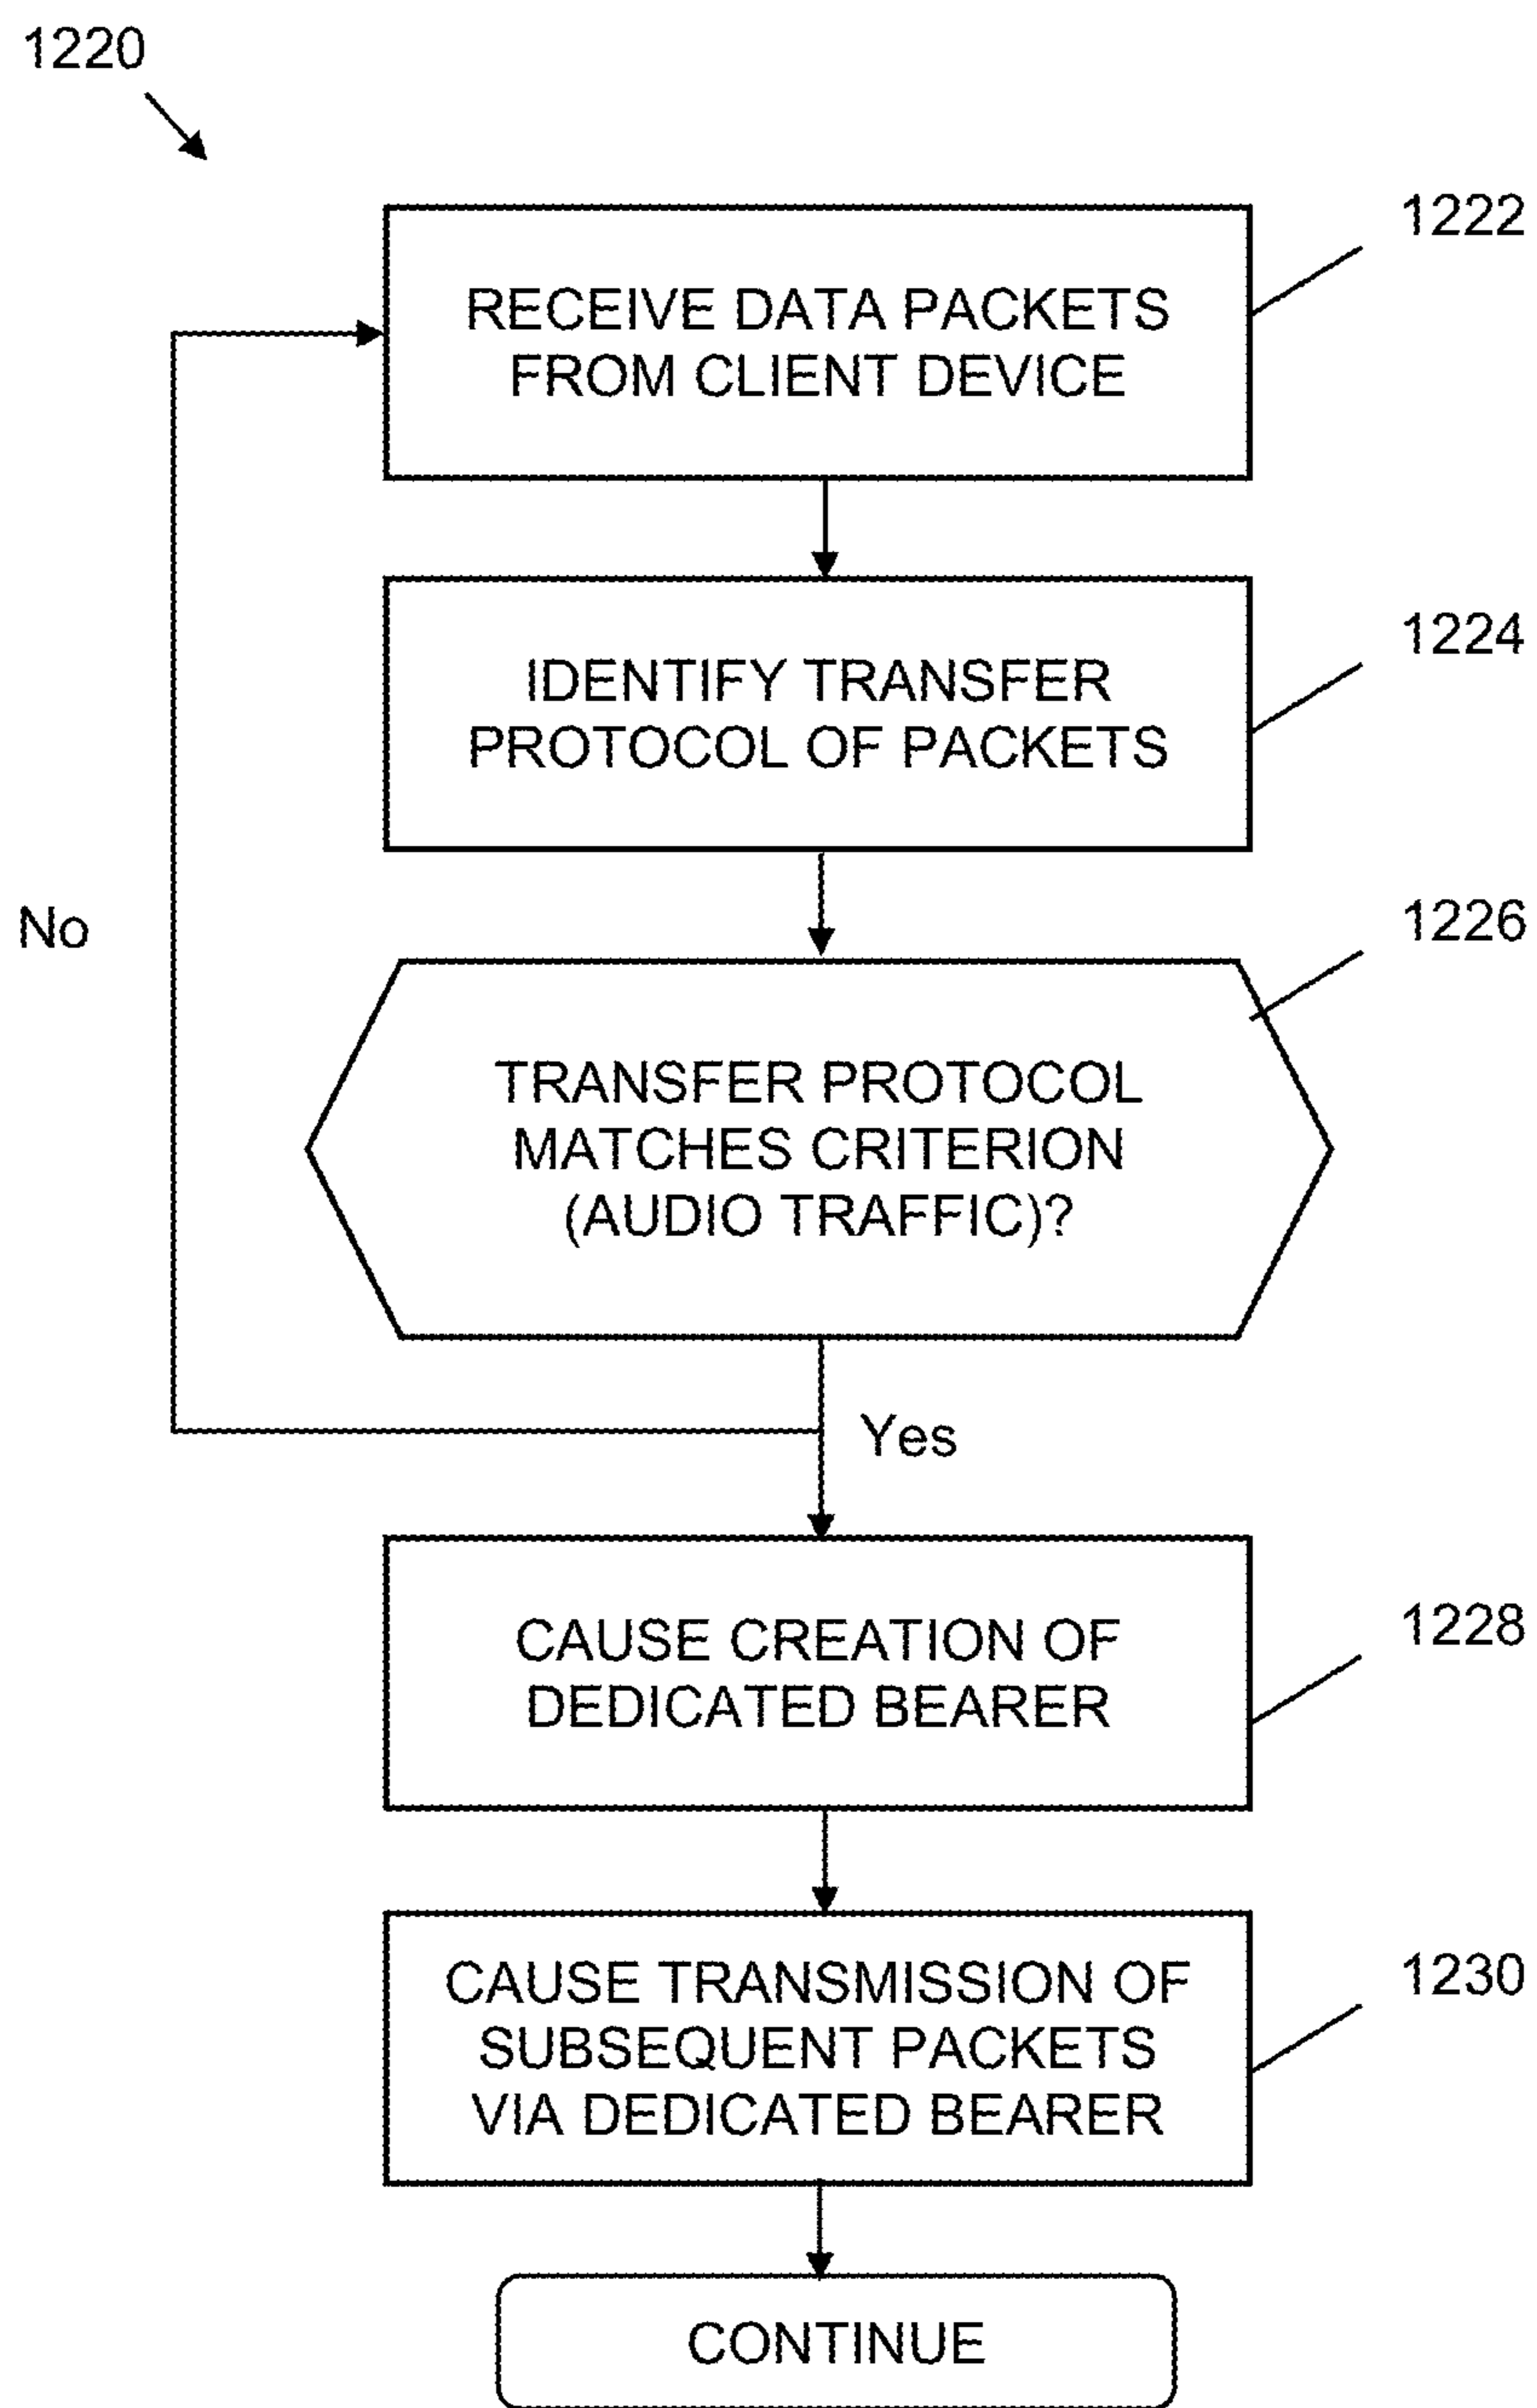 1220
1222
RECEIVE DATA PACKETS
FROM CLIENT DEVICE
1224
IDENTIFY TRANSFER
PROTOCOL OF PACKETS
No
1226
TRANSFER PROTOCOL
MATCHES CRITERION
(AUDIO TRAFFIC)?
Yes
1228
CAUSE CREATION OF
DEDICATED BEARER
1230
CAUSE TRANSMISSION OF
SUBSEQUENT PACKETS
VIA DEDICATED BEARER
CONTINUE